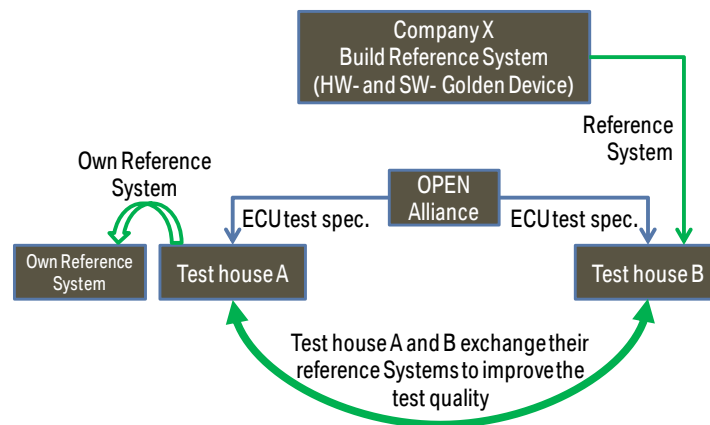 Company X
Build Reference System
(HW- and SW- Golden Device)
Reference
System
Own Reference
System
OPEN
Alliance
ECU test spec.
ECU test spec.
Own Reference
System
Test house A
Test house B
Test house A and B exchange their
reference Systems to improve the
test quality